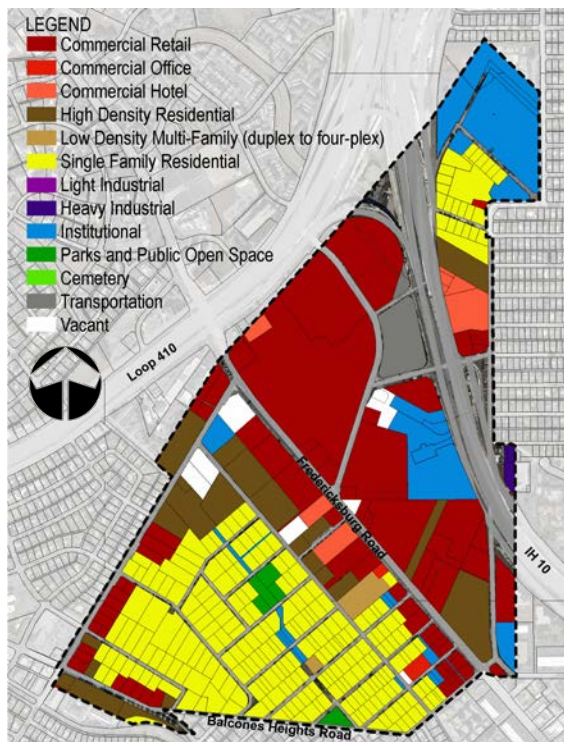 LEGEND
Commercial Retail
Commercial Office
Commercial Hotel
High Density Residential
Low Density Multi-Family (duplex to four-plex)
Single Family Residential
Light Industrial
Heavy Industrial
Institutional
Parks and Public Open Space
Cemetery
Transportation
Vacant
Loop 410
Fredericksburg Road
IH 10
Balcones Heights Road